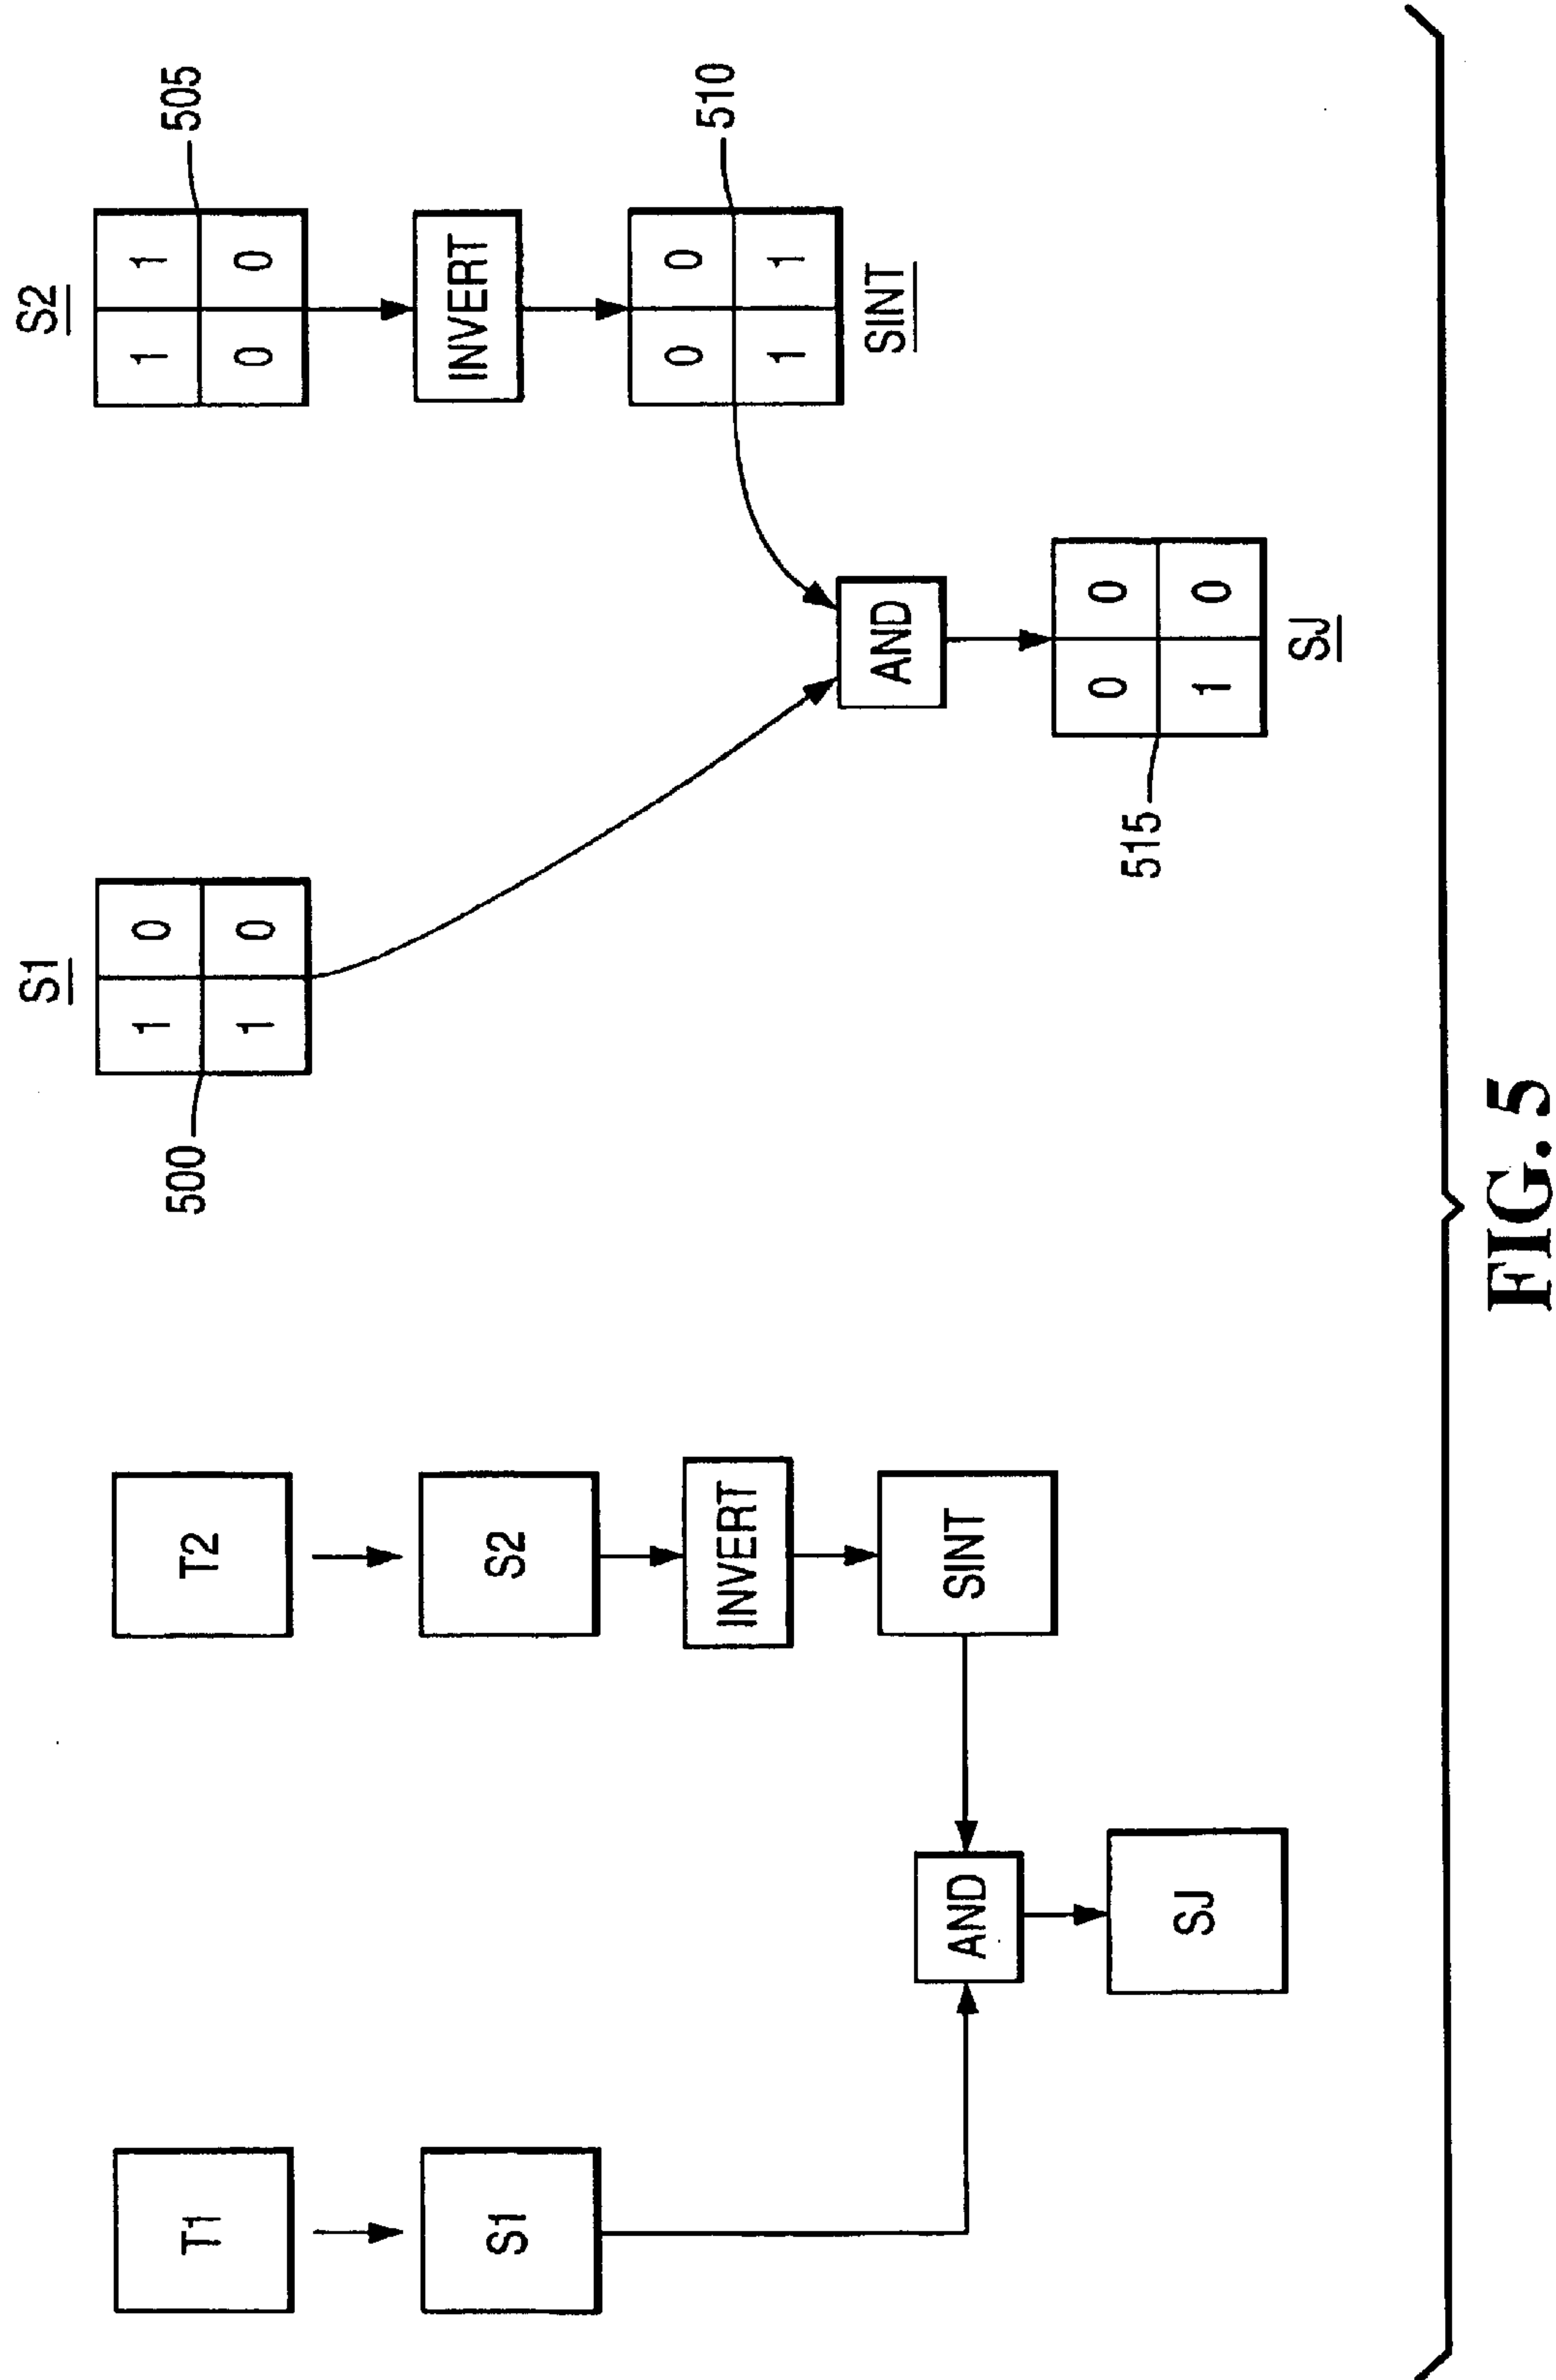 T1
T2
S1
S2
INVERT
SINT
AND
SJ
S1
1 0
1 0
500
S2
1 1
0 0
505
INVERT
0 0
1 1
510
SINT
AND
0 0
1 0
515
SJ
FIG. 5